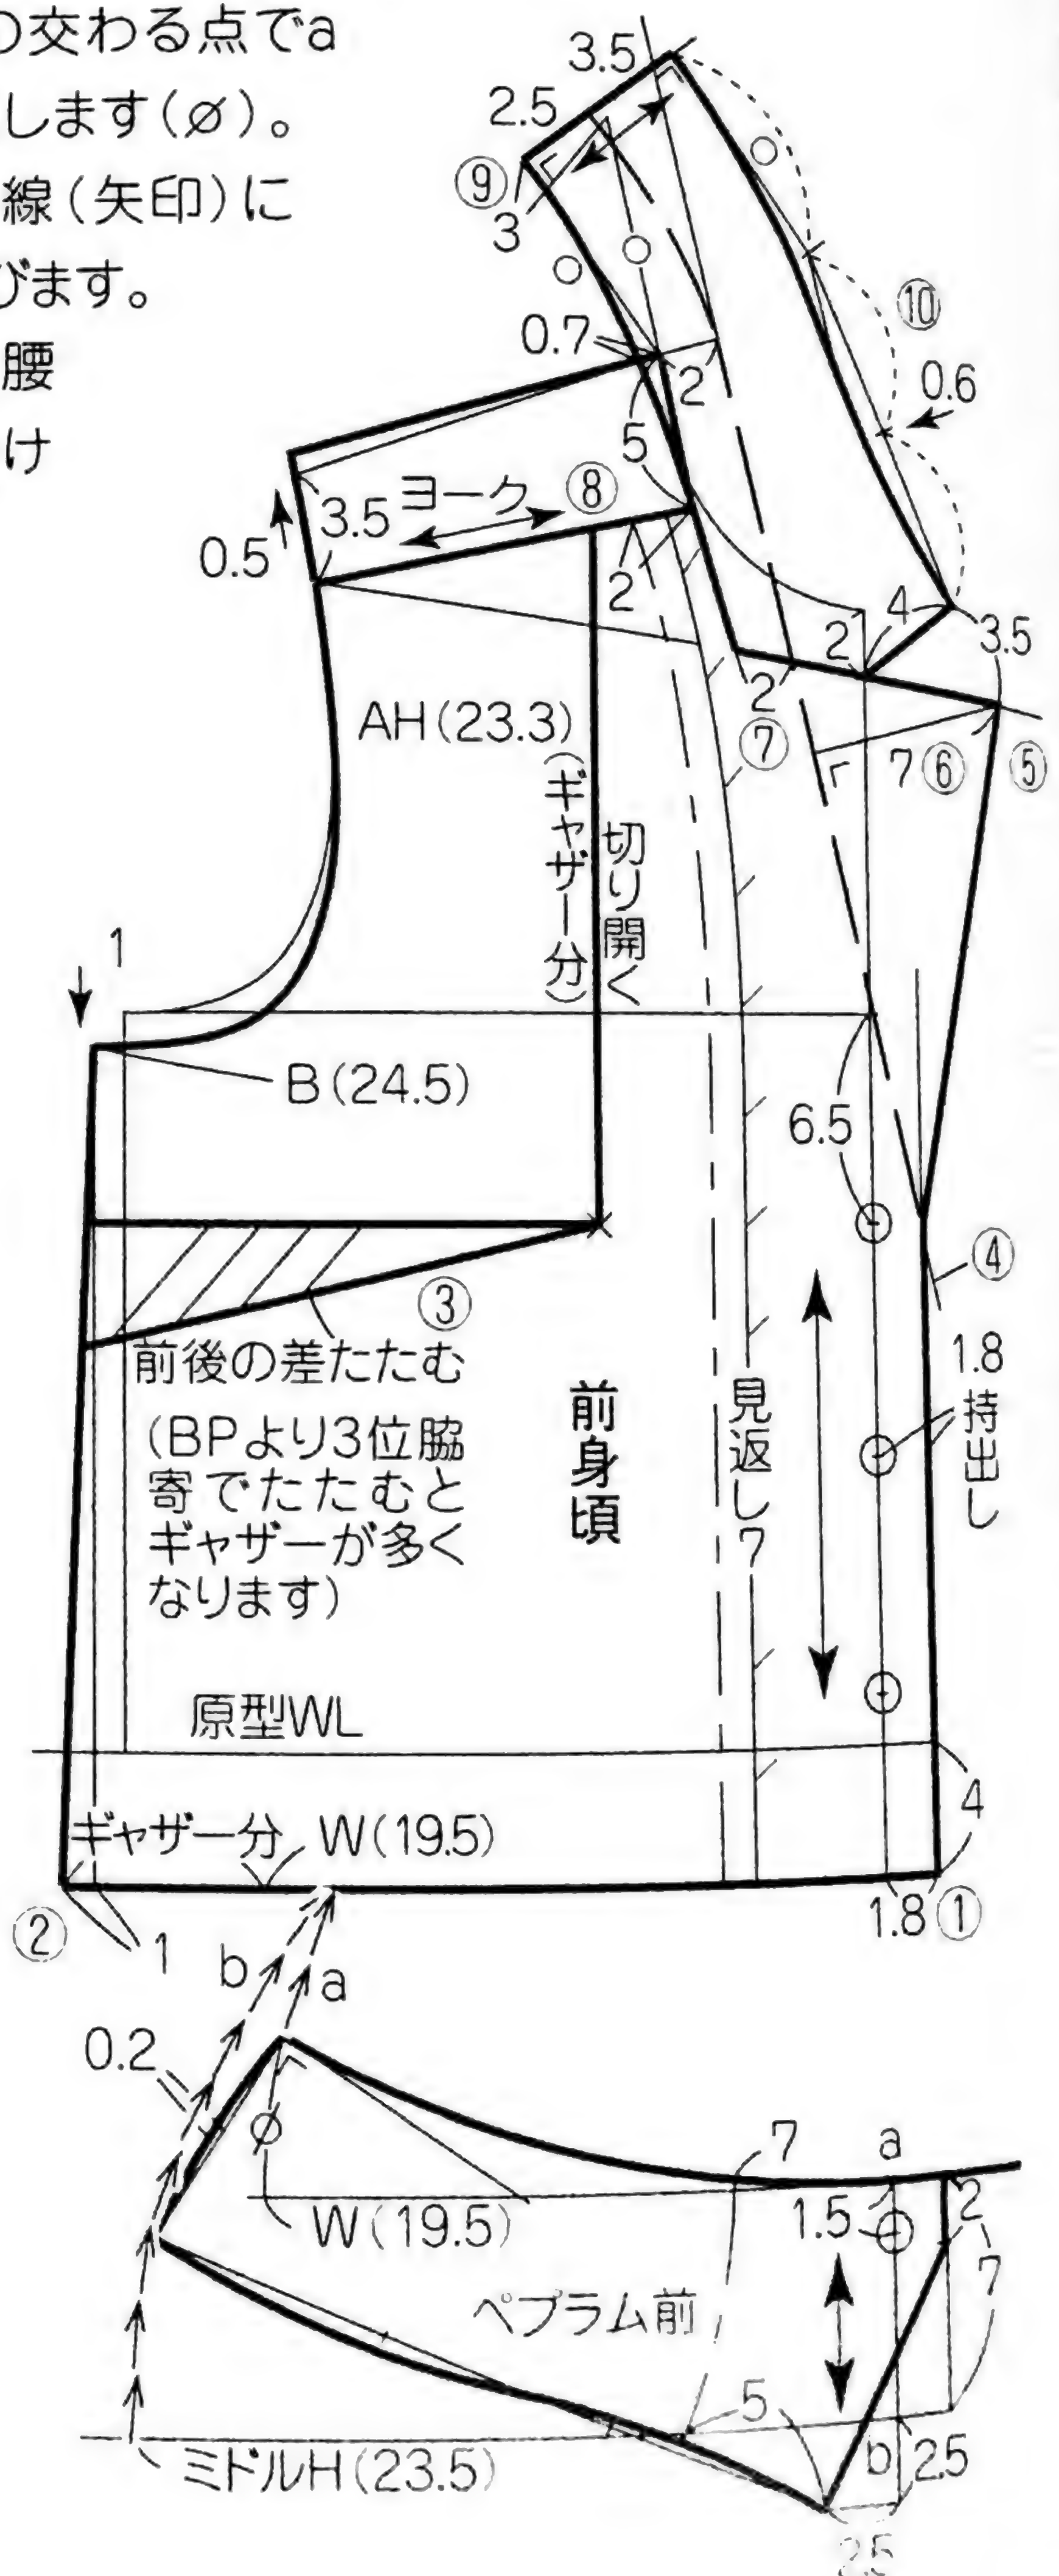 の交わる点でa
します(ø)。
線(矢印)に
びます。
腰
け
3.5
2.5
⑨
3
⑩
0.7
2
0.6
5
ヨーク
⑧
3.5
0.5
2
4
2
3.5
2
⑦
7⑥
⑤
AH(23.3)
(ギャザー分)
切り開く
1
B(24.5)
6.5
④
③
前後の差たたむ
(BPより3位脇
寄でたたむと
ギャザーが多く
なります)
前身頃
見返し7
1.8
持出し
原型WL
4
ギャザー分
W(19.5)
②
1
1.8①
b
a
0.2
ø
7
a
W(19.5)
1.5
2
7
ペプラム前
5
b
2.5
ミドルH(23.5)
2.5